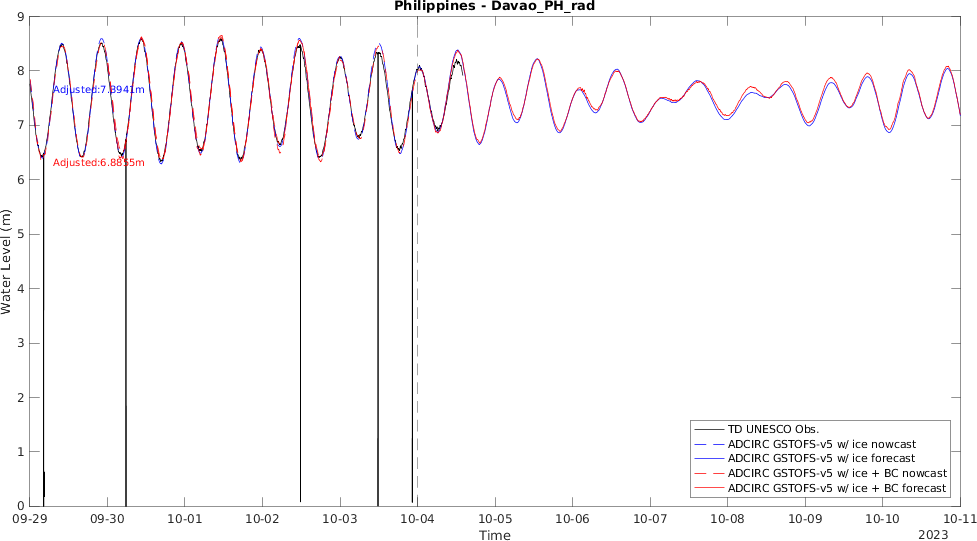 Philippines - Davao_PH_rad
9
8
7
6
5
4
3
2
1
0
Water Level (m)
Adjusted:7.3941m
Adjusted:6.8855m
TD UNESCO Obs.
ADCIRC GSTOFS-v5 w/ ice nowcast
ADCIRC GSTOFS-v5 w/ ice forecast
ADCIRC GSTOFS-v5 w/ ice + BC nowcast
ADCIRC GSTOFS-v5 w/ ice + BC forecast
09-29 09-30 10-01 10-02 10-03 10-04 10-05 10-06 10-07 10-08 10-09 10-10 10-11
Time
2023